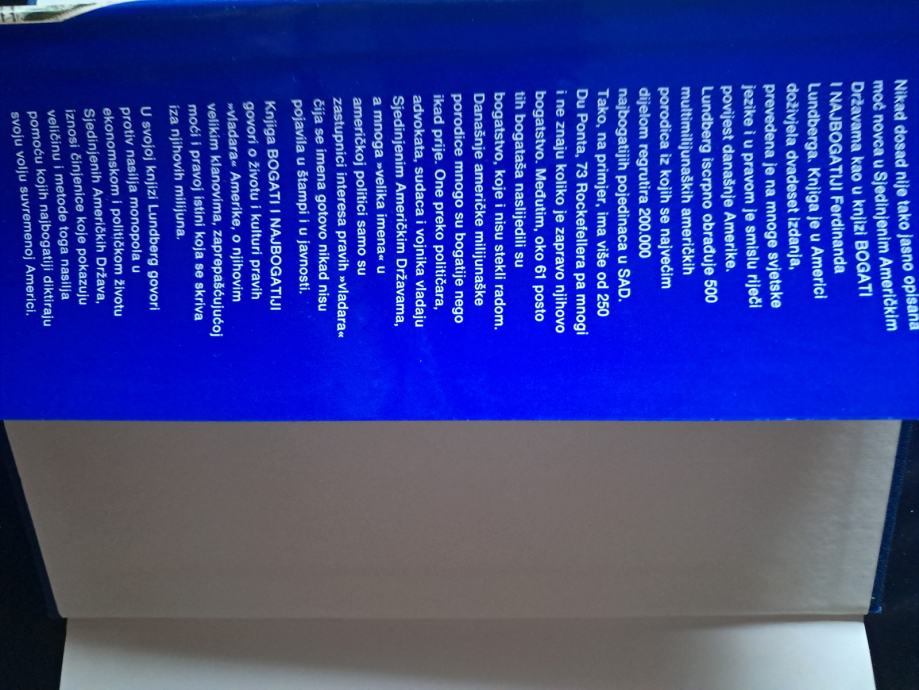 Nikad dosad nije tako jasno opisana
moć novca u Sjedinjenim Američkim
Državama kao u knjizi BOGATI
I NAJBOGATIJI Ferdinanda
Lundberga. Knjiga je u Americi
doživjela dvadeset izdanja,
prevedena je na mnoge svjetske
jezike i u pravom je smislu riječi
povijest današnje Amerike.
Lundberg iscrpno obrađuje 500
multimilijunaških američkih
porodica iz kojih se najvećim
dijelom regrutira 200.000
najbogatijih pojedinaca u SAD.
Tako, na primjer, ima više od 250
Du Ponta, 73 Rockefellera pa mnogi
i ne znaju koliko je zapravo njihovo
bogatstvo. Međutim, oko 61 posto
tih bogataša naslijedili su
bogatstvo, koje i nisu stekli radom.
Današnje američke milijunaške
porodice mnogo su bogatije nego
ikad prije. One preko političara,
advokata, sudaca i vojnika vladaju
Sjedinjenim Američkim Državama,
a mnoga »velika imena« u
američkoj politici samo su
zastupnici interesa pravih »vladara«
čija se imena gotovo nikad nisu
pojavila u štampi i u javnosti.
Knjiga BOGATI I NAJBOGATIJI
govori o životu i kulturi pravih
»vladara« Amerike, o njihovim
velikim klanovima, zaprepašćujućoj
moći i pravoj istini koja se skriva
iza njihovih milijuna.
U svojoj knjizi Lundberg govori
protiv nasilja monopola u
ekonomskom i političkom životu
Sjedinjenih Američkih Država,
iznosi činjenice koje pokazuju
veličinu i metode toga nasilja
pomoću kojih najbogatiji diktiraju
svoju volju suvremenoj Americi.